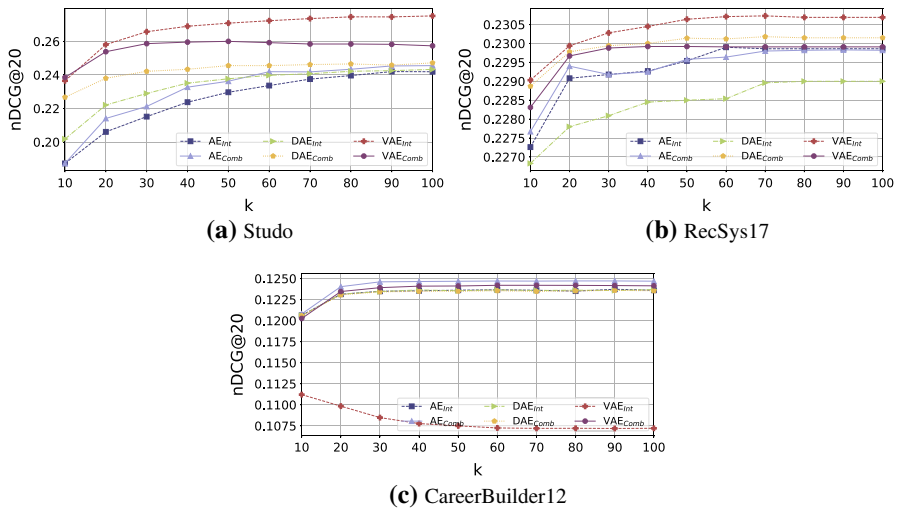 nDCG@20
0.26
0.24
0.22
0.20
AE_Int DAE_Int VAE_Int
AE_Comb DAE_Comb VAE_Comb
10 20 30 40 50 60 70 80 90 100
k
(a) Studo
nDCG@20
0.2305
0.2300
0.2295
0.2290
0.2285
0.2280
0.2275
0.2270
AE_Int DAE_Int VAE_Int
AE_Comb DAE_Comb VAE_Comb
10 20 30 40 50 60 70 80 90 100
k
(b) RecSys17
nDCG@20
0.1250
0.1225
0.1200
0.1175
0.1150
0.1125
0.1100
0.1075
AE_Int DAE_Int VAE_Int
AE_Comb DAE_Comb VAE_Comb
10 20 30 40 50 60 70 80 90 100
k
(c) CareerBuilder12